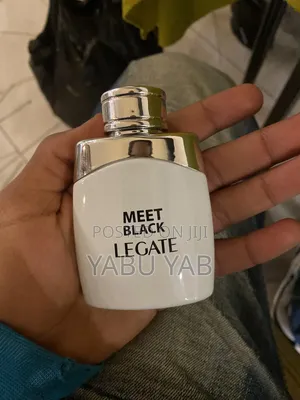 MEET
BLACK
POSTED ON JIJI
LEGATE
YABU YAB